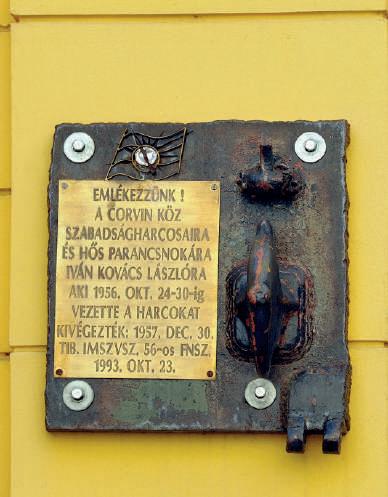 EMLÉKEZZÜNK!
A CORVIN KÖZ
SZABADSÁGHARCOSAIRA
ÉS HŐS PARANCSNOKÁRA
IVÁN KOVÁCS LÁSZLÓRA
AKI 1956. OKT. 24-30-ig
VEZETTE A HARCOKAT
KIVÉGEZTÉK: 1957. DEC. 30.
TIB. IMSZVSZ. 56-os FNSZ.
1993. OKT. 23.